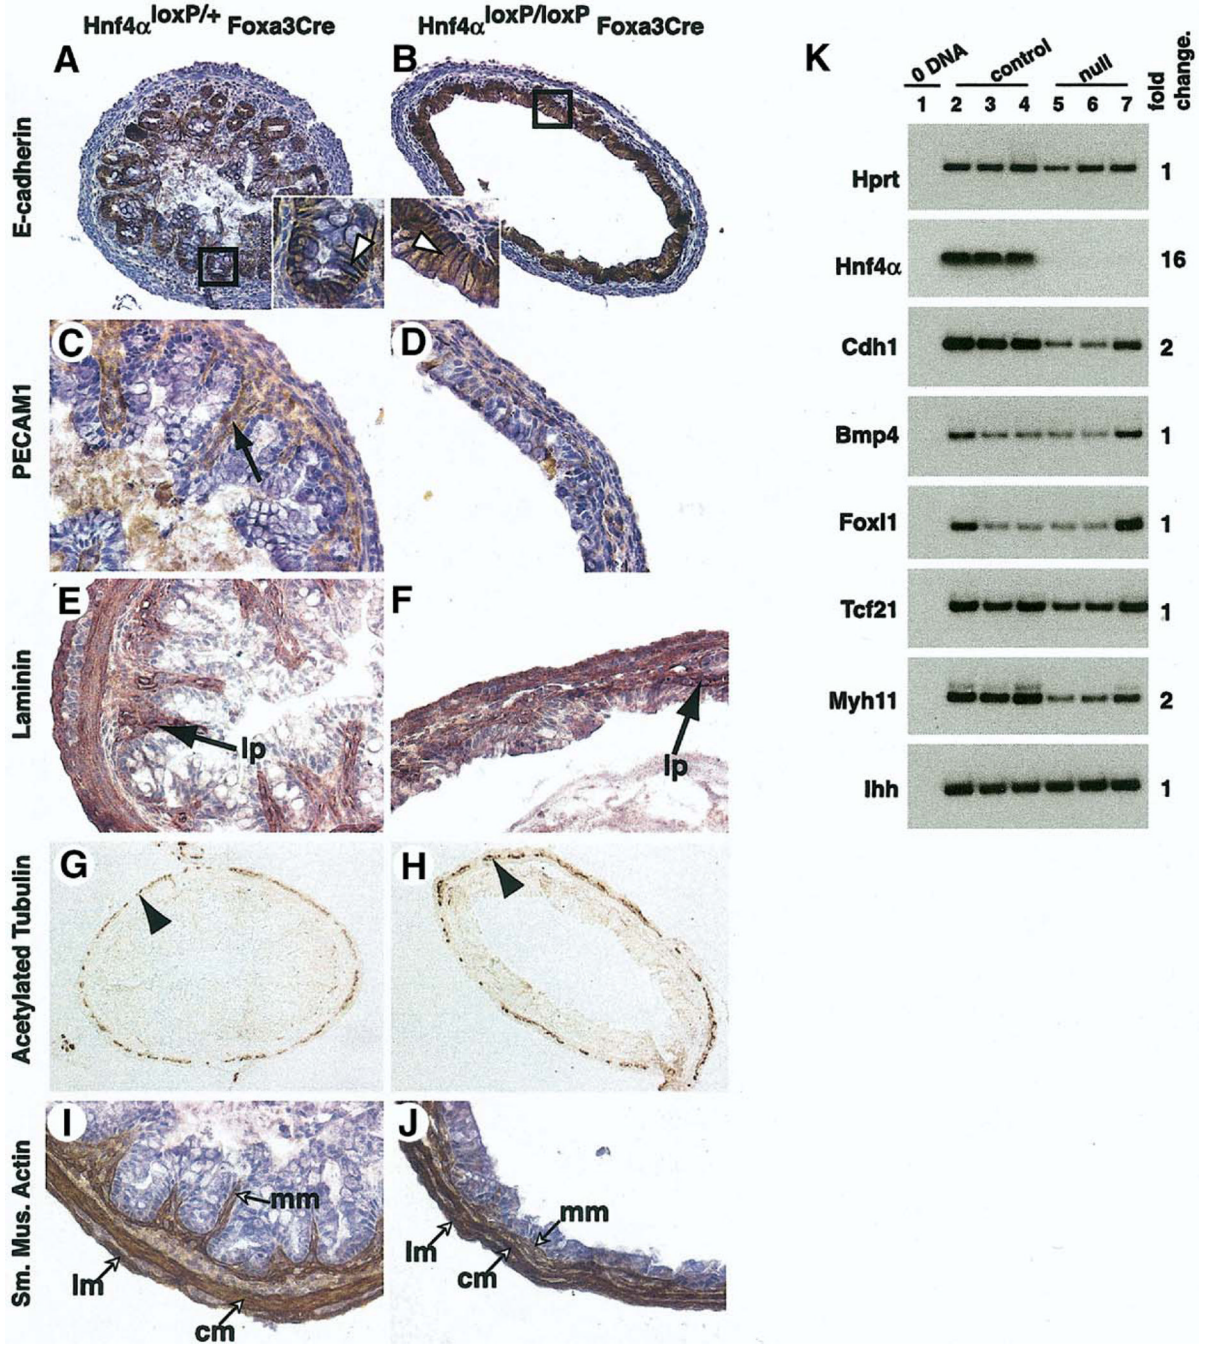 Hnf4α loxP/+ Foxa3Cre
Hnf4α loxP/loxP Foxa3Cre
A
B
E-cadherin
C
D
PECAM1
E
F
Laminin
lp
lp
G
H
Acetylated Tubulin
I
J
Sm. Mus. Actin
mm
lm
cm
mm
lm
cm
K
0 DNA control null fold change.
1 2 3 4 5 6 7
Hprt 1
Hnf4α 16
Cdh1 2
Bmp4 1
Foxl1 1
Tcf21 1
Myh11 2
Ihh 1